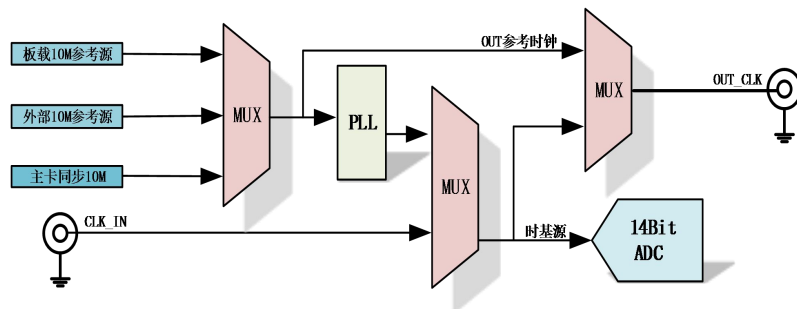 板载10M参考源
外部10M参考源
主卡同步10M
CLK_IN
MUX
PLL
MUX
OUT参考时钟
时基源
MUX
OUT_CLK
14Bit
ADC